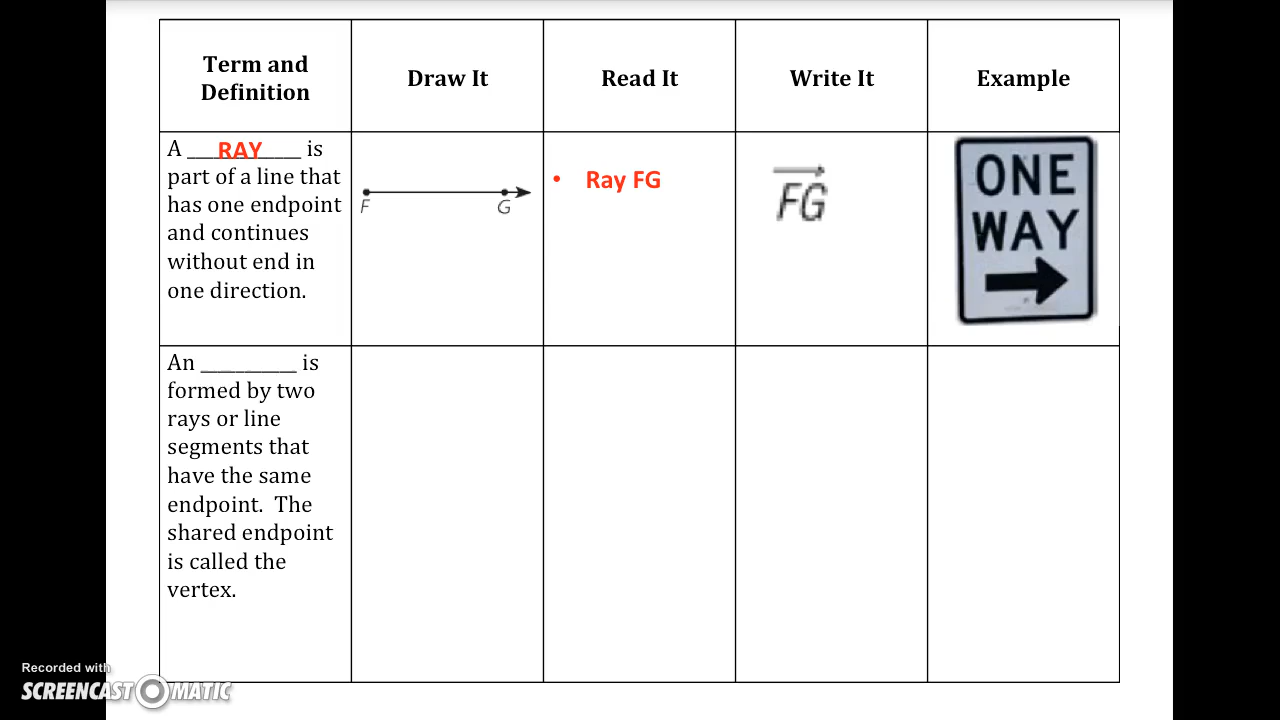 Term and
Definition
Draw It
Read It
Write It
Example
A ___RAY___ is
part of a line that
has one endpoint
and continues
without end in
one direction.
F
G
• Ray FG
FG
ONE
WAY
An _________ is
formed by two
rays or line
segments that
have the same
endpoint. The
shared endpoint
is called the
vertex.
Recorded with
SCREENCAST-O-MATIC